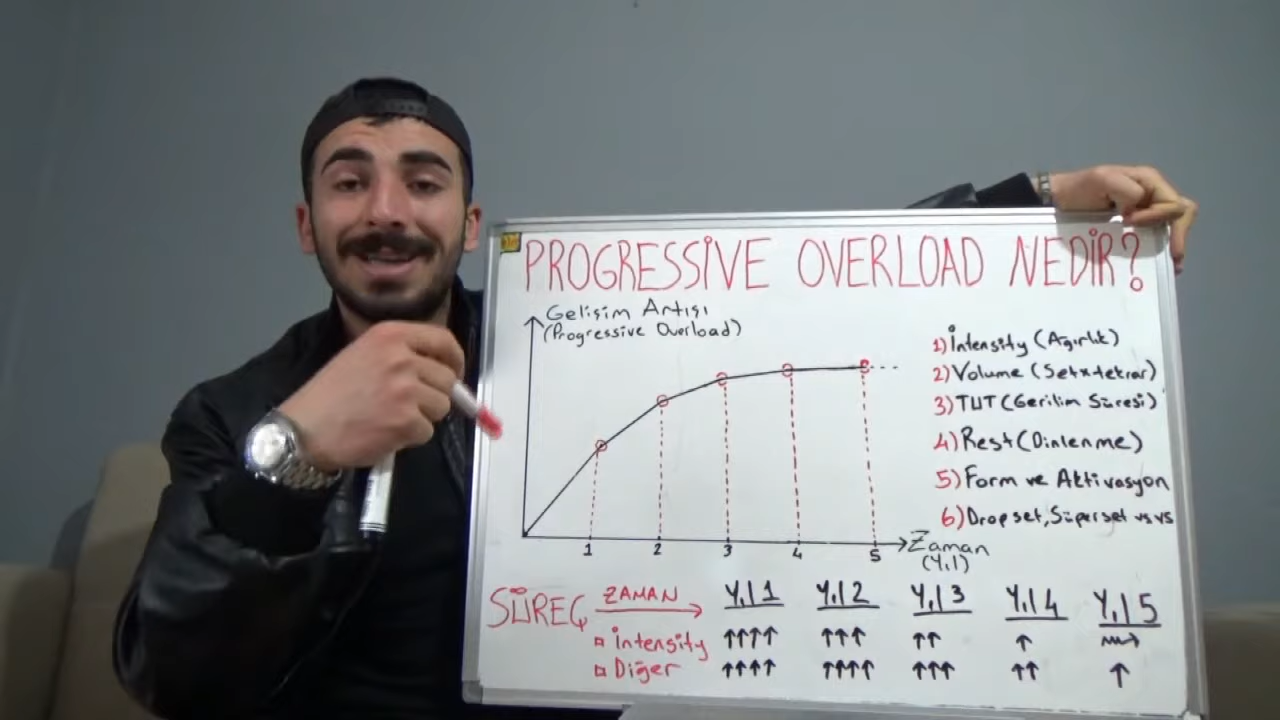 PROGRESSIVE OVERLOAD NEDİR?
Gelişim Artışı
(Progressive Overload)
1) İntensity (Ağırlık)
2) Volume (Setxtekrar)
3) TUT (Gerilim Süresi)
4) Rest (Dinlenme)
5) Form ve Aktivasyon
6) Drop set, Süperset vs vs
1 2 3 4 5
Zaman
(Yıl)
SÜREÇ ZAMAN Yıl 1 Yıl 2 Yıl 3 Yıl 4 Yıl 5
intensity ↑↑↑↑ ↑↑↑ ↑↑ ↑
Diğer ↑↑↑↑ ↑↑↑↑ ↑↑↑ ↑↑ ↑